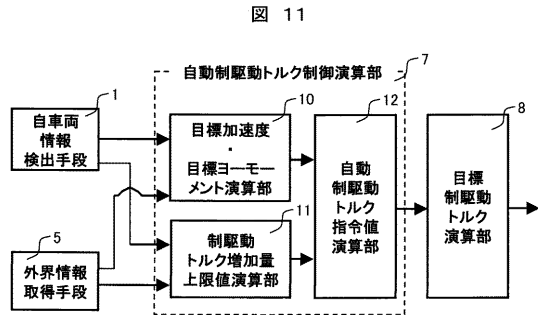 図 11
自動制駆動トルク制御演算部
7
1
自車両
情報
検出手段
5
外界情報
取得手段
10
目標加速度
・
目標ヨーモー
メント演算部
11
制駆動
トルク増加量
上限値演算部
12
自動
制駆動
トルク
指令値
演算部
8
目標
制駆動
トルク
演算部